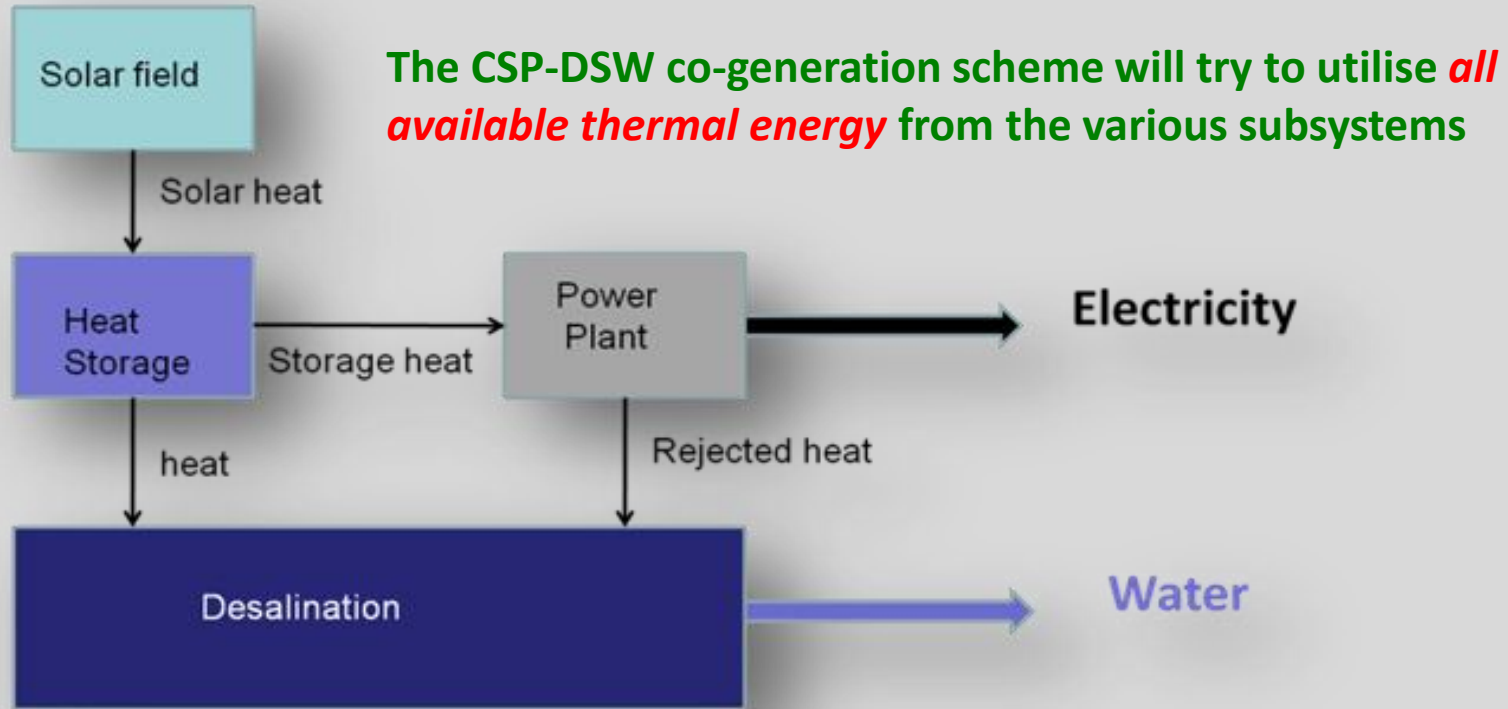 Solar field
The CSP-DSW co-generation scheme will try to utilise all
available thermal energy from the various subsystems
Solar heat
Heat
Storage
Storage heat
Power
Plant
Electricity
heat
Rejected heat
Desalination
Water